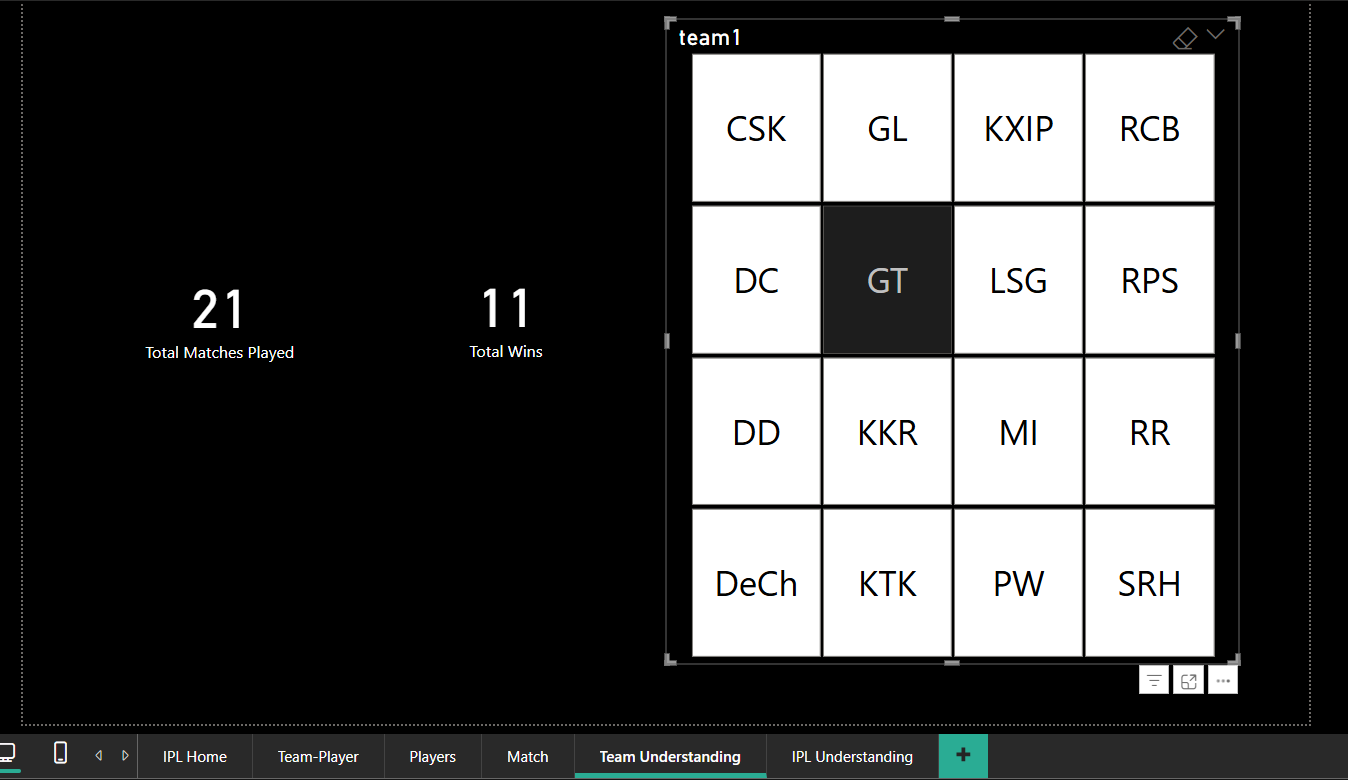 team1
CSK GL KXIP RCB
DC GT LSG RPS
21 11
Total Matches Played Total Wins
DD KKR MI RR
DeCh KTK PW SRH
IPL Home Team-Player Players Match Team Understanding IPL Understanding +